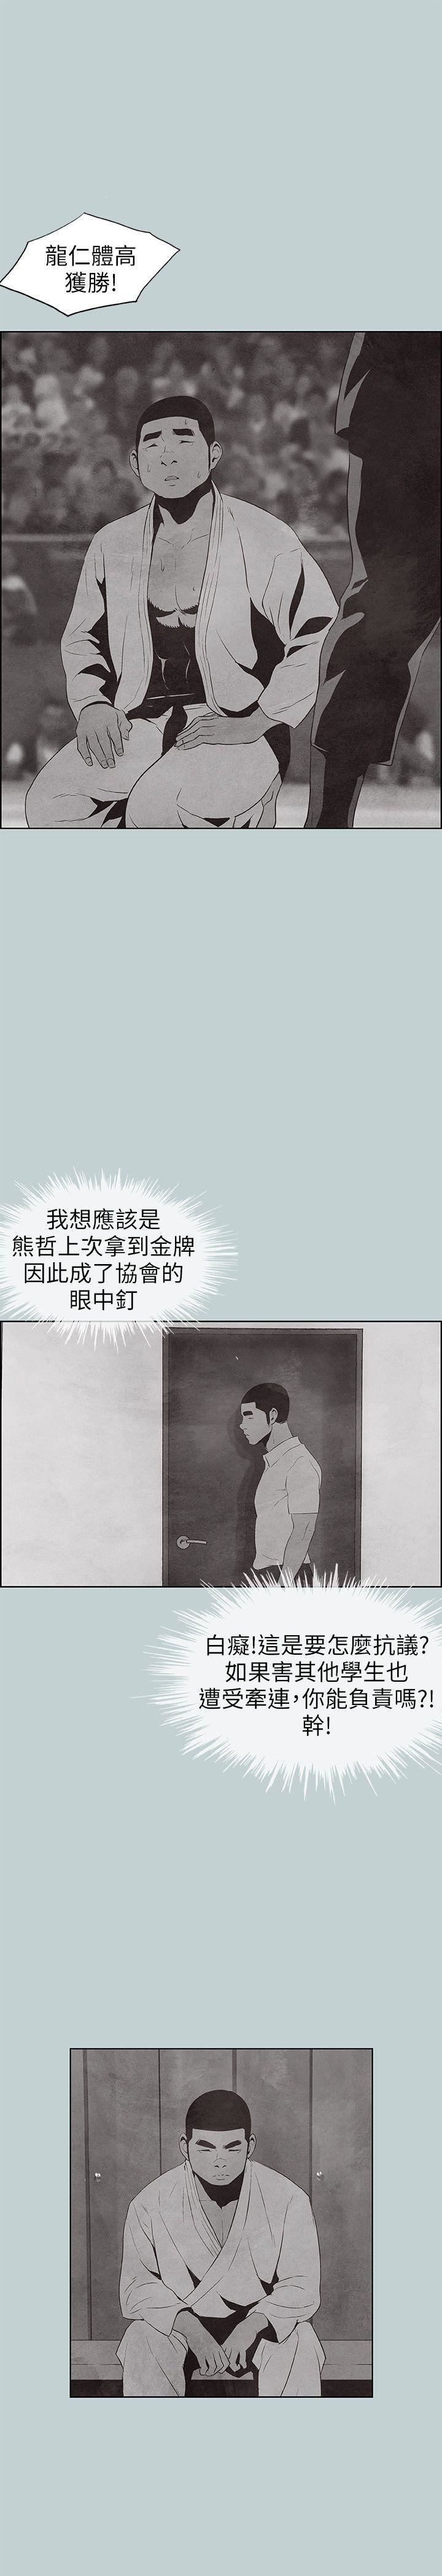 龍仁體高
獲勝!
我想應該是
熊哲上次拿到金牌
因此成了協會的
眼中釘
白癡!這是要怎麼抗議?
如果害其他學生也
遭受牽連,你能負責嗎?!
幹!